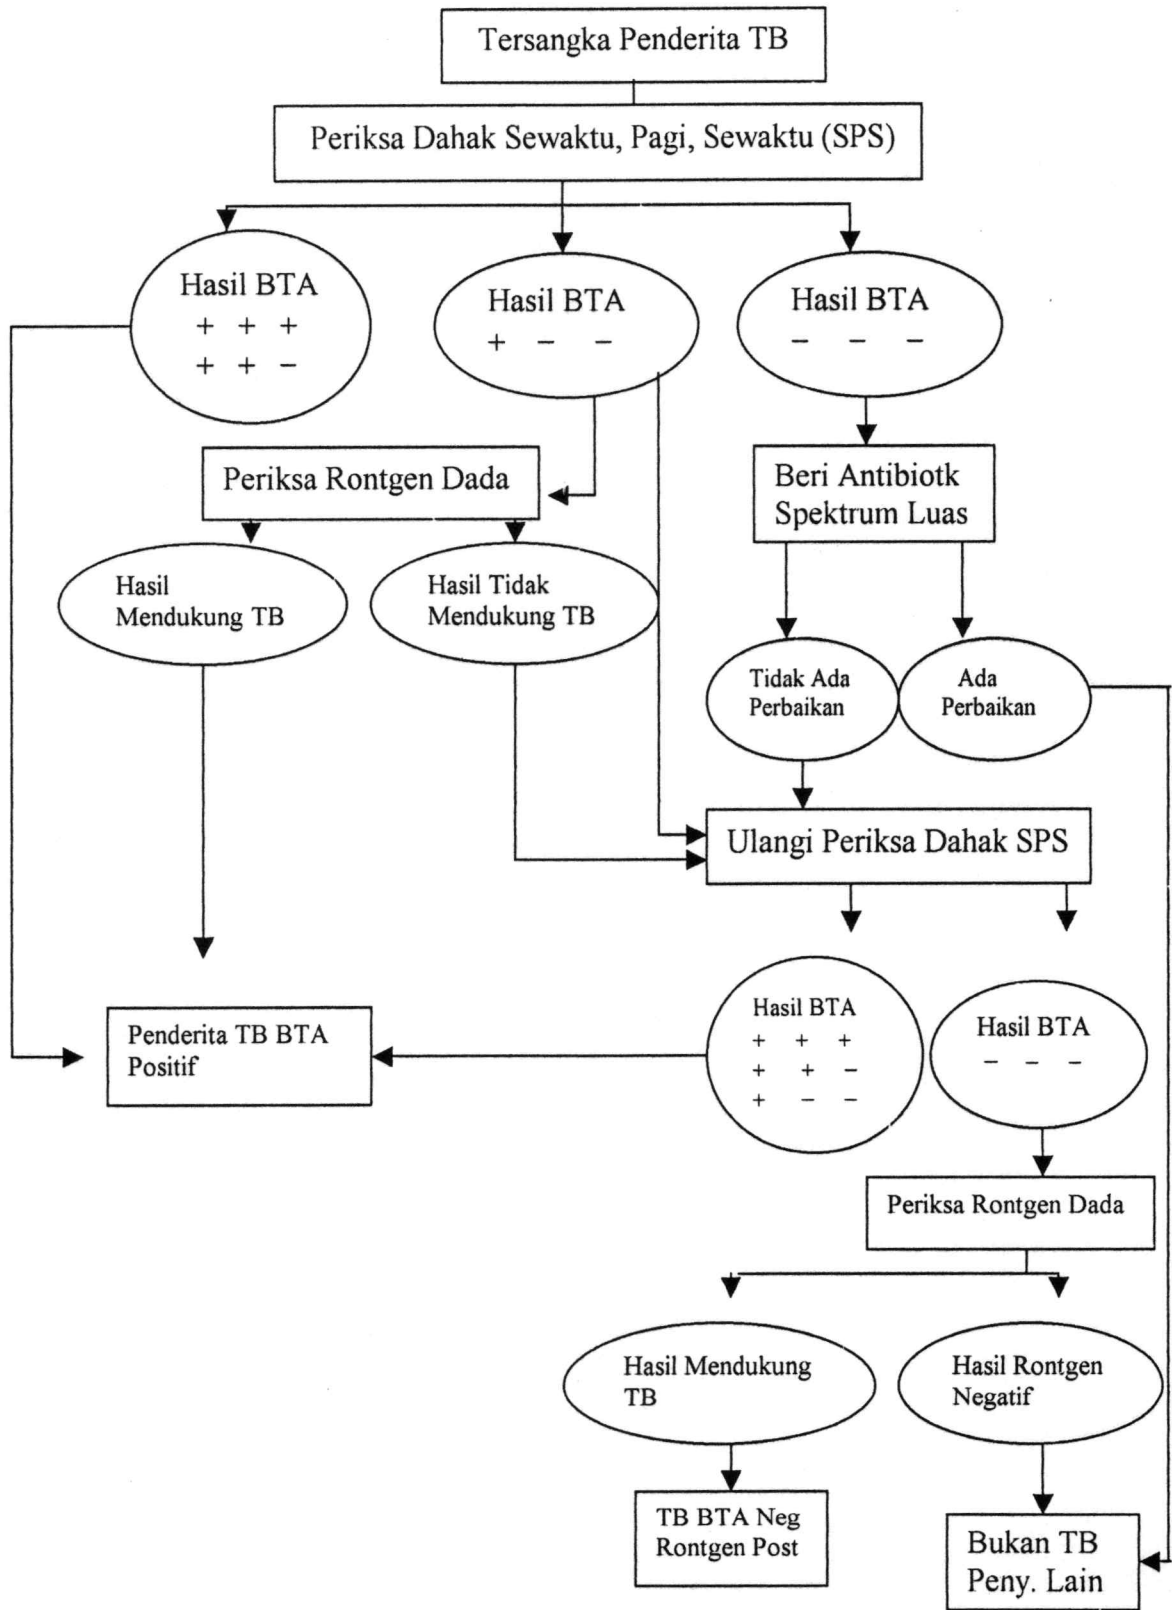 Tersangka Penderita TB
Periksa Dahak Sewaktu, Pagi, Sewaktu (SPS)
Hasil BTA
+ + +
+ + −
Hasil BTA
+ − −
Hasil BTA
− − −
Periksa Rontgen Dada
Beri Antibiotk
Spektrum Luas
Hasil
Mendukung TB
Hasil Tidak
Mendukung TB
Tidak Ada
Perbaikan
Ada
Perbaikan
Ulangi Periksa Dahak SPS
Penderita TB BTA
Positif
Hasil BTA
+ + +
+ + −
+ − −
Hasil BTA
− − −
Periksa Rontgen Dada
Hasil Mendukung
TB
Hasil Rontgen
Negatif
TB BTA Neg
Rontgen Post
Bukan TB
Peny. Lain